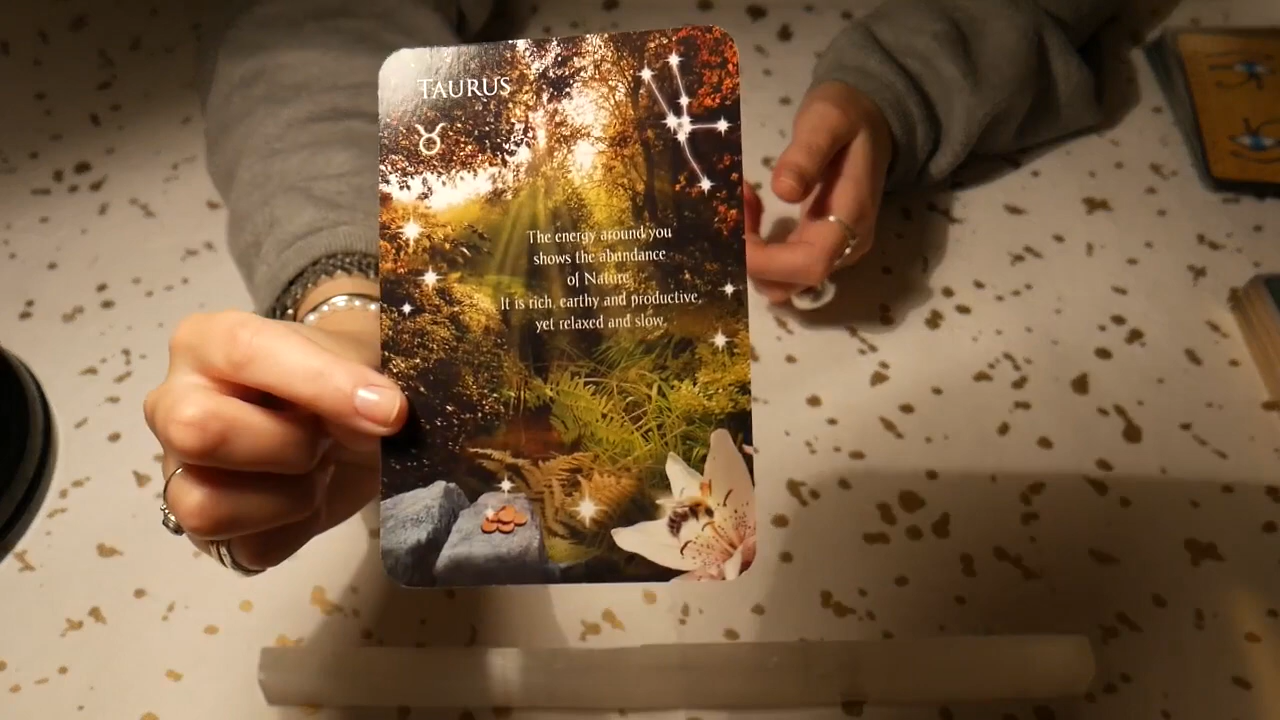 TAURUS
The energy around you
shows the abundance
of Nature.
It is rich, earthy and productive,
yet relaxed and slow.